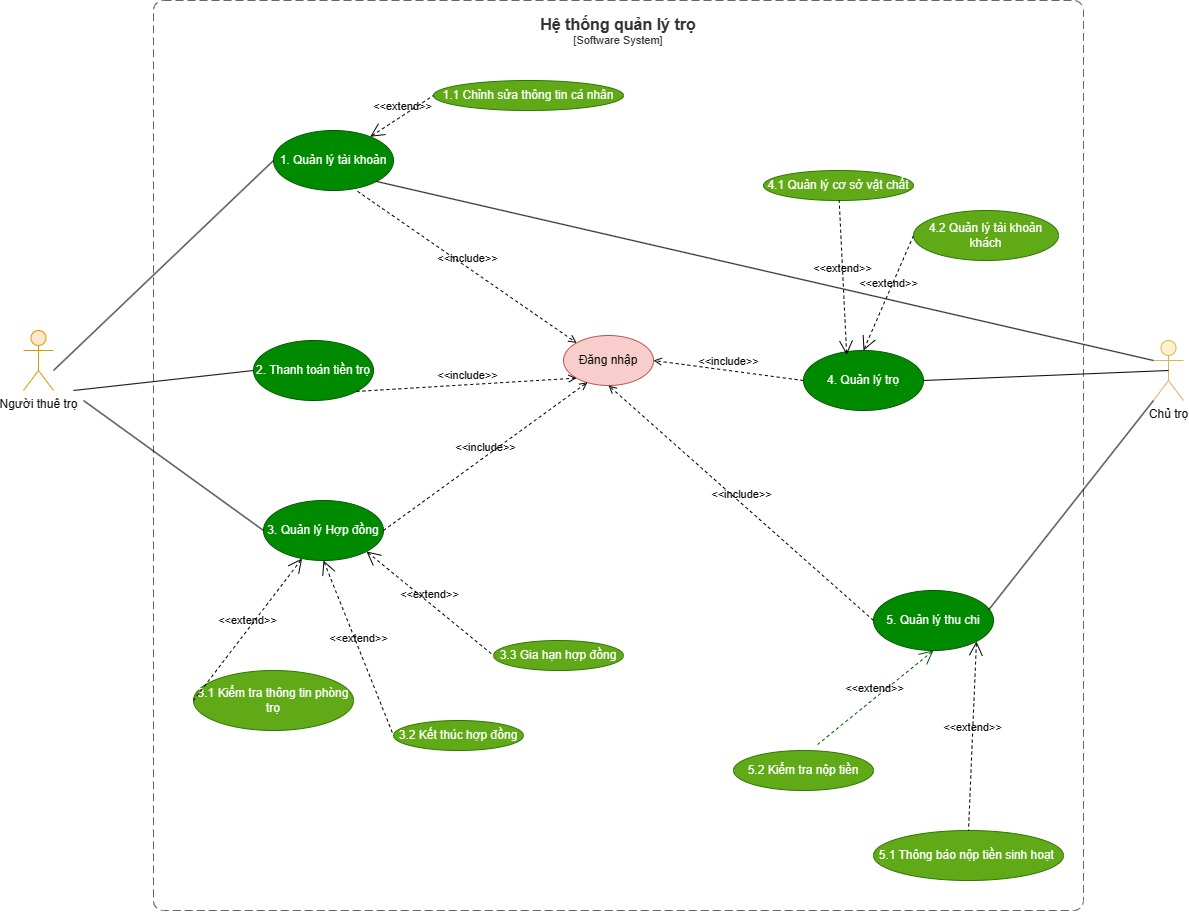 Hệ thống quản lý trọ
[Software System]
1.1 Chỉnh sửa thông tin cá nhân
<<extend>>
1. Quản lý tài khoản
4.1 Quản lý cơ sở vật chất
4.2 Quản lý tài khoản
khách
<<include>>
<<extend>>
<<extend>>
Người thuê trọ
2. Thanh toán tiền trọ
<<include>>
Đăng nhập
<<include>>
4. Quản lý trọ
Chủ trọ
<<include>>
<<include>>
3. Quản lý Hợp đồng
<<extend>>
<<extend>>
<<extend>>
3.3 Gia hạn hợp đồng
3.1 Kiểm tra thông tin phòng
trọ
3.2 Kết thúc hợp đồng
5. Quản lý thu chi
<<extend>>
<<extend>>
5.2 Kiểm tra nộp tiền
5.1 Thông báo nộp tiền sinh hoạt